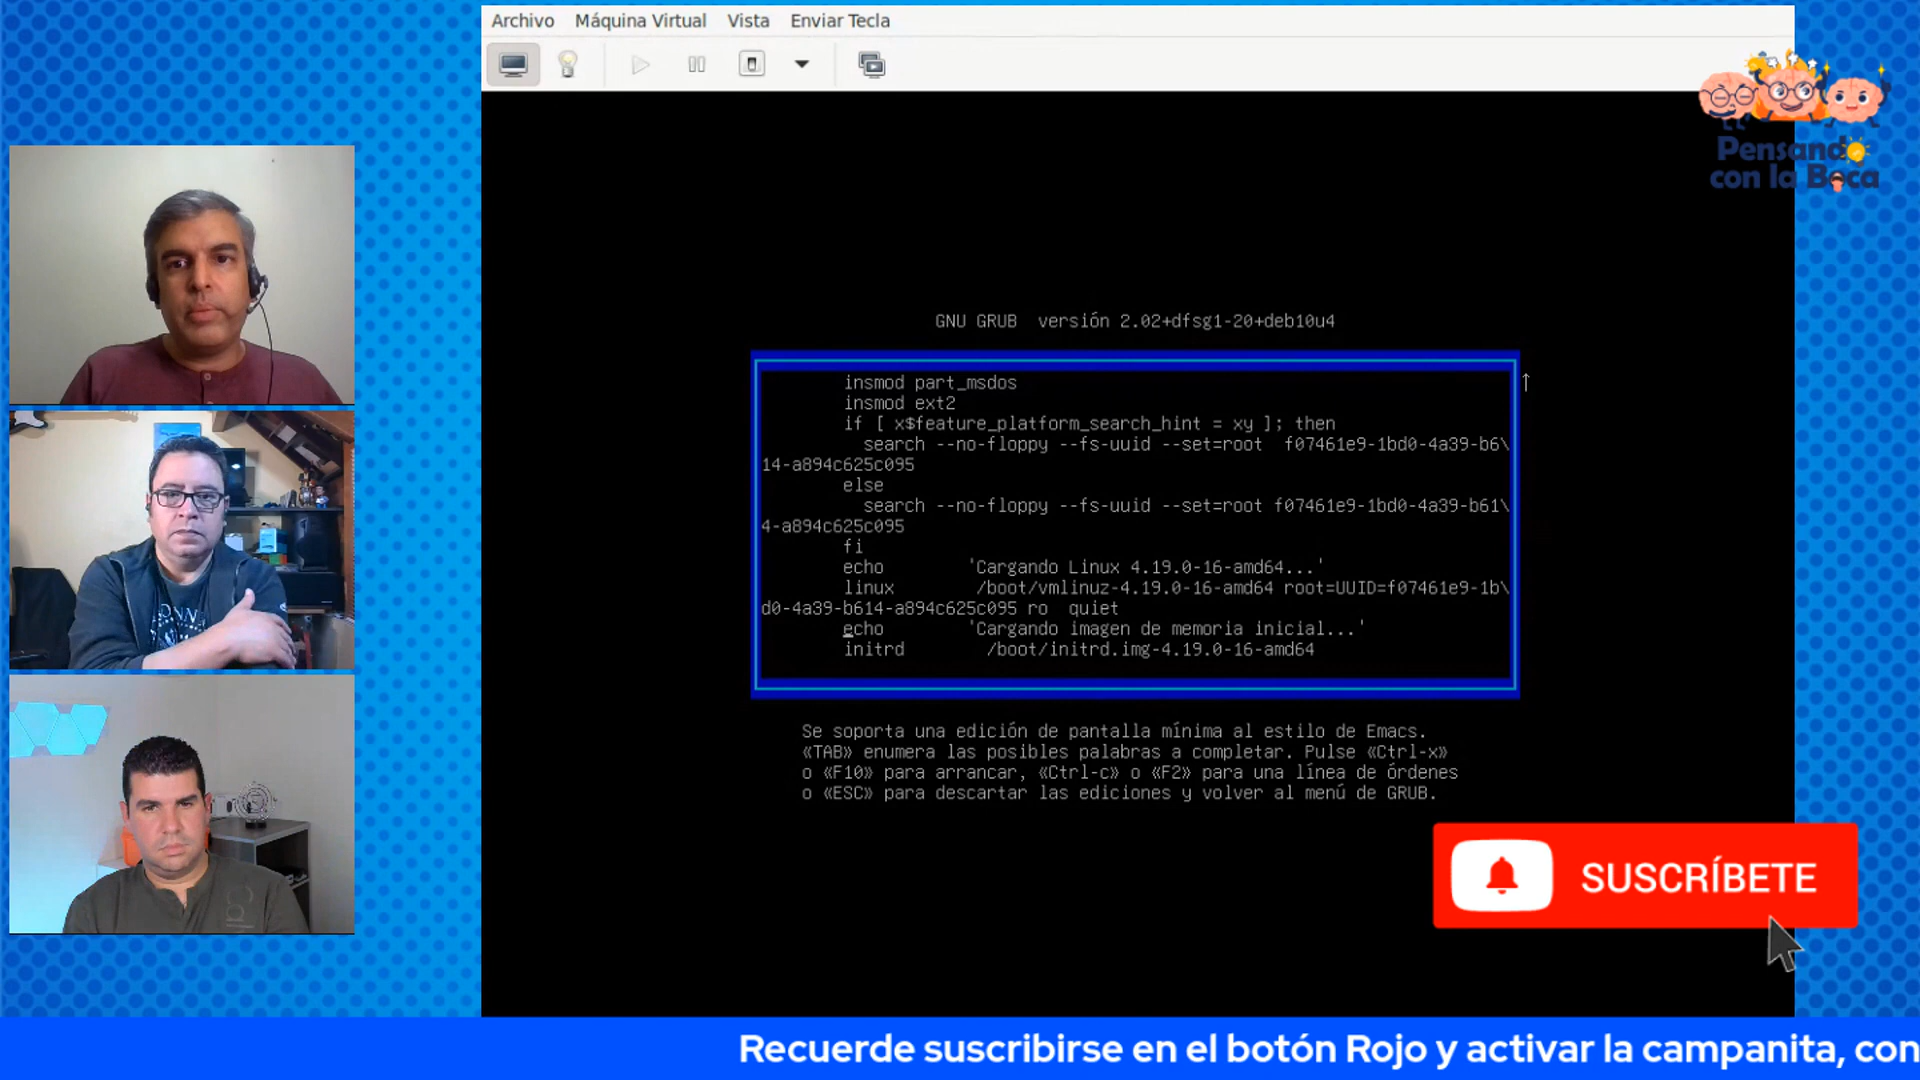 Archivo Máquina Virtual Vista Enviar Tecla
Pensando
con la Boca
GNU GRUB versión 2.02+dfsg1-20+deb10u4
insmod part_msdos
insmod ext2
if [ x$feature_platform_search_hint = xy ]; then
search --no-floppy --fs-uuid --set=root f07461e9-1bd0-4a39-b6\
14-a894c625c095
else
search --no-floppy --fs-uuid --set=root f07461e9-1bd0-4a39-b61\
4-a894c625c095
fi
echo 'Cargando Linux 4.19.0-16-amd64...'
linux /boot/vmlinuz-4.19.0-16-amd64 root=UUID=f07461e9-1b\
d0-4a39-b614-a894c625c095 ro quiet
echo 'Cargando imagen de memoria inicial...'
initrd /boot/initrd.img-4.19.0-16-amd64
Se soporta una edición de pantalla mínima al estilo de Emacs.
«TAB» enumera las posibles palabras a completar. Pulse «Ctrl-x»
o «F10» para arrancar, «Ctrl-c» o «F2» para una línea de órdenes
o «ESC» para descartar las ediciones y volver al menú de GRUB.
SUSCRÍBETE
Recuerde suscribirse en el botón Rojo y activar la campanita, con